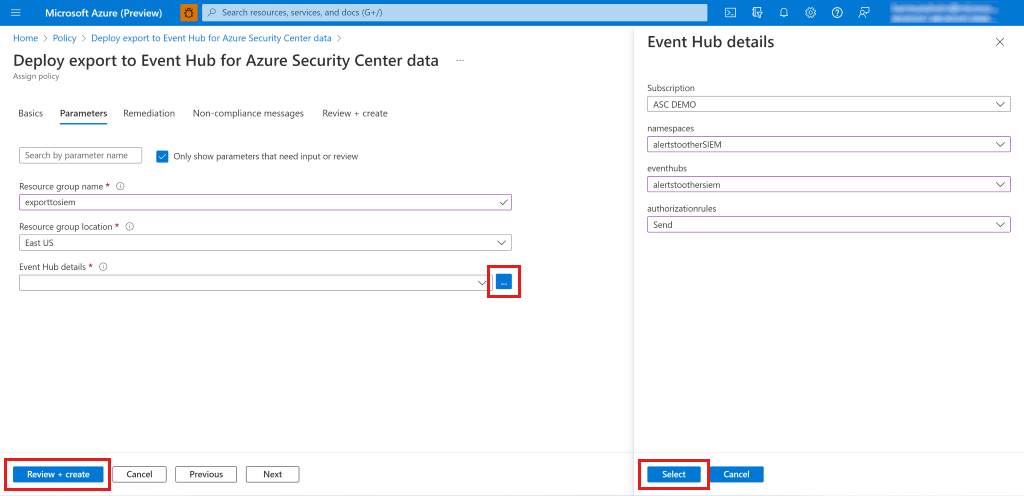 Microsoft Azure (Preview)
Search resources, services, and docs (G+/)
Home > Policy > Deploy export to Event Hub for Azure Security Center data >
Deploy export to Event Hub for Azure Security Center data ...
Assign policy
Basics Parameters Remediation Non-compliance messages Review + create
Search by parameter name
Only show parameters that need input or review
Resource group name *
exporttosiem
Resource group location *
East US
Event Hub details *
...
Review + create Cancel Previous Next
Event Hub details
Subscription
ASC DEMO
namespaces
alertstootherSIEM
eventhubs
alertstoothersiem
authorizationrules
Send
Select Cancel